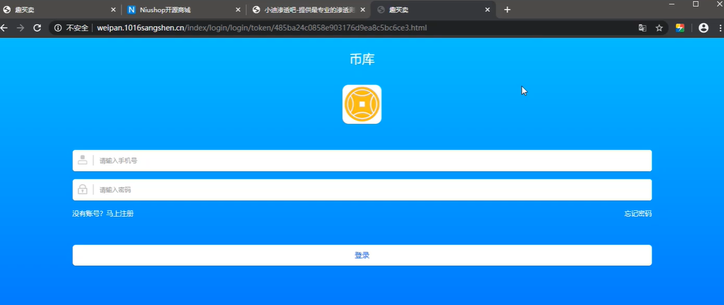 趣买卖
Niushop开源商城
小迪渗透吧-提供最专业的渗透测
趣买卖
不安全 | weipan.1016sangshen.cn/index/login/login/token/485ba24c0858e903176d9ea8c5bc6ce3.html
币库
请输入手机号
请输入密码
没有账号？马上注册
忘记密码
登录